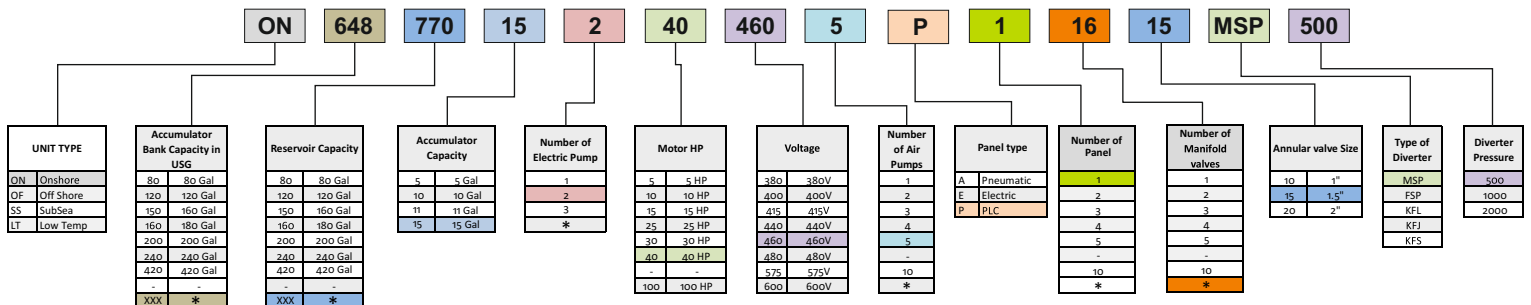 ON 648 770 15 2 40 460 5 P 1 16 15 MSP 500
UNIT TYPE
ON Onshore
OF Off Shore
SS SubSea
LT Low Temp
Accumulator
Bank Capacity in
USG
80 80 Gal
120 120 Gal
150 160 Gal
160 180 Gal
200 200 Gal
240 240 Gal
420 420 Gal
- -
XXX *
Reservoir Capacity
80 80 Gal
120 120 Gal
150 160 Gal
160 180 Gal
200 200 Gal
240 240 Gal
420 420 Gal
- -
XXX *
Accumulator
Capacity
5 5 Gal
10 10 Gal
11 11 Gal
15 15 Gal
Number of
Electric Pump
1
2
3
*
Motor HP
5 5 HP
10 10 HP
15 15 HP
25 25 HP
30 30 HP
40 40 HP
- -
100 100 HP
Voltage
380 380V
400 400V
415 415V
440 440V
460 460V
480 480V
575 575V
600 600V
Number
of Air
Pumps
1
2
3
4
5
-
10
*
Panel type
A Pneumatic
E Electric
P PLC
Number of
Panel
1
2
3
4
5
-
10
*
Number of
Manifold
valves
1
2
3
4
5
-
10
*
Annular valve Size
10 1"
15 1.5"
20 2"
Type of
Diverter
MSP
FSP
KFL
KFJ
KFS
Diverter
Pressure
500
1000
2000